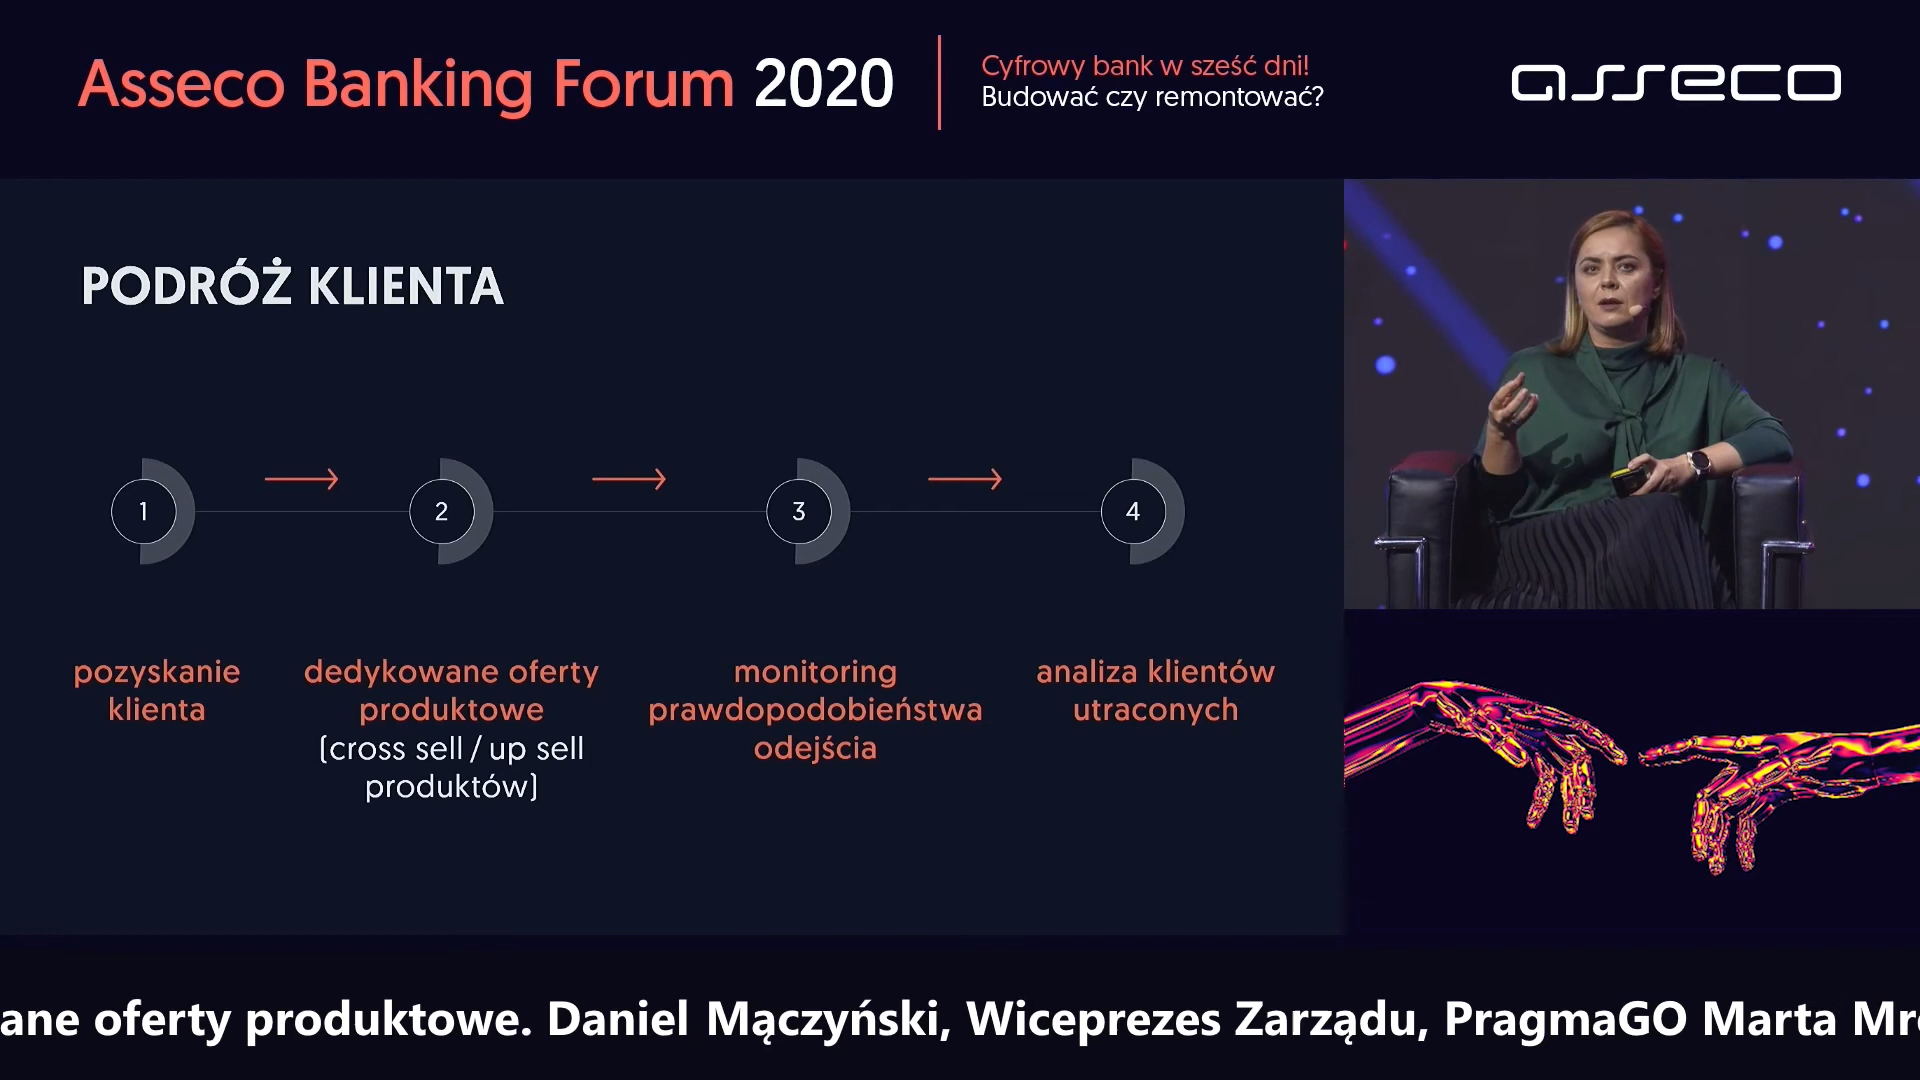 Asseco Banking Forum 2020
Cyfrowy bank w sześć dni!
Budować czy remontować?
asseco
PODRÓŻ KLIENTA
1
2
3
4
pozyskanie
klienta
dedykowane oferty
produktowe
(cross sell / up sell
produktów)
monitoring
prawdopodobieństwa
odejścia
analiza klientów
utraconych
ane oferty produktowe. Daniel Mączyński, Wiceprezes Zarządu, PragmaGO Marta